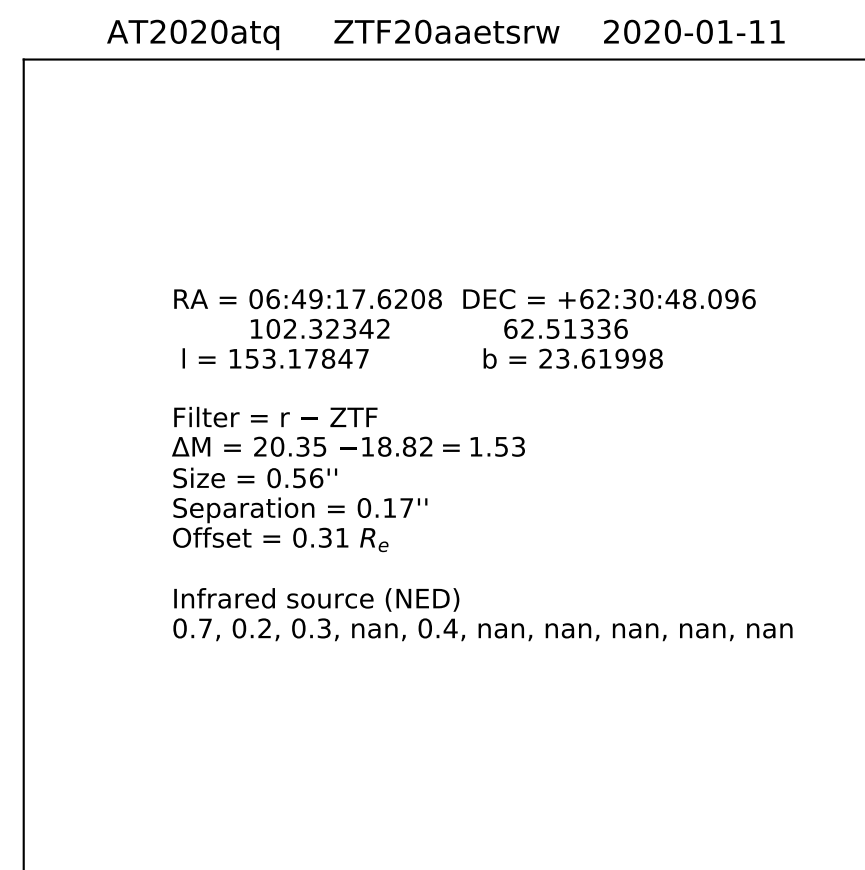 AT2020atq ZTF20aaetsrw 2020-01-11
RA = 06:49:17.6208 DEC = +62:30:48.096
102.32342 62.51336
l = 153.17847 b = 23.61998
Filter = r − ZTF
ΔM = 20.35 −18.82 = 1.53
Size = 0.56''
Separation = 0.17''
Offset = 0.31 Re
Infrared source (NED)
0.7, 0.2, 0.3, nan, 0.4, nan, nan, nan, nan, nan